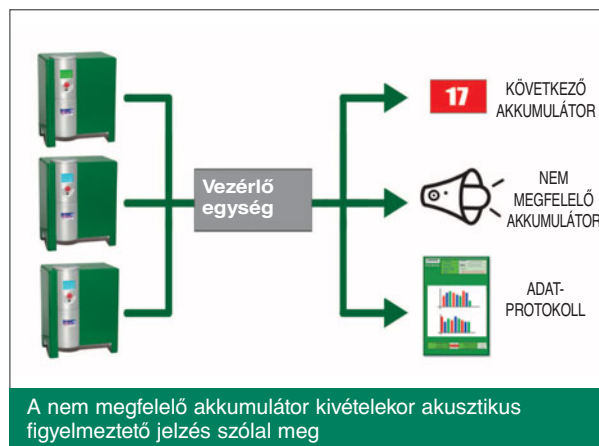 17
KÖVETKEZŐ
AKKUMULÁTOR
Vezérlő
egység
NEM
MEGFELELŐ
AKKUMULÁTOR
ADAT-
PROTOKOLL
A nem megfelelő akkumulátor kivételekor akusztikus
figyelmeztető jelzés szólal meg